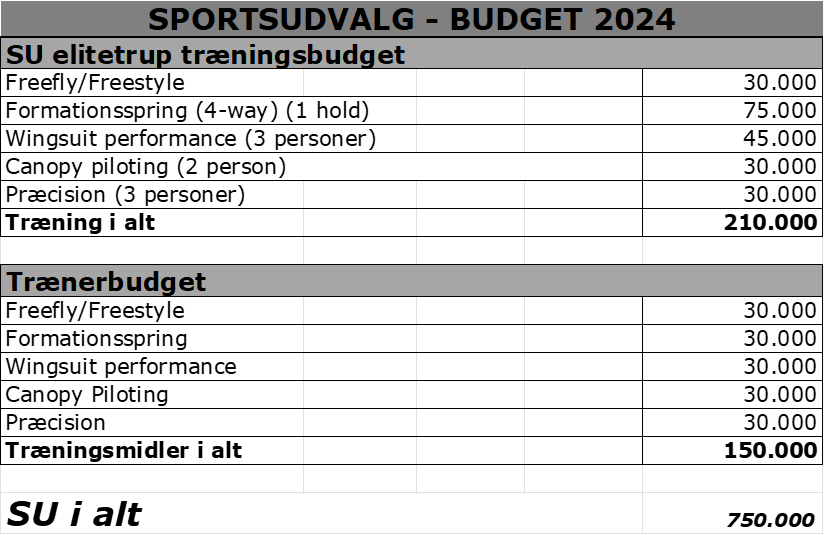 SPORTSUDVALG - BUDGET 2024
SU elitetrup træningsbudget
Freefly/Freestyle 30.000
Formationsspring (4-way) (1 hold) 75.000
Wingsuit performance (3 personer) 45.000
Canopy piloting (2 person) 30.000
Præcision (3 personer) 30.000
Træning i alt 210.000
Trænerbudget
Freefly/Freestyle 30.000
Formationsspring 30.000
Wingsuit performance 30.000
Canopy Piloting 30.000
Præcision 30.000
Træningsmidler i alt 150.000
SU i alt 750.000